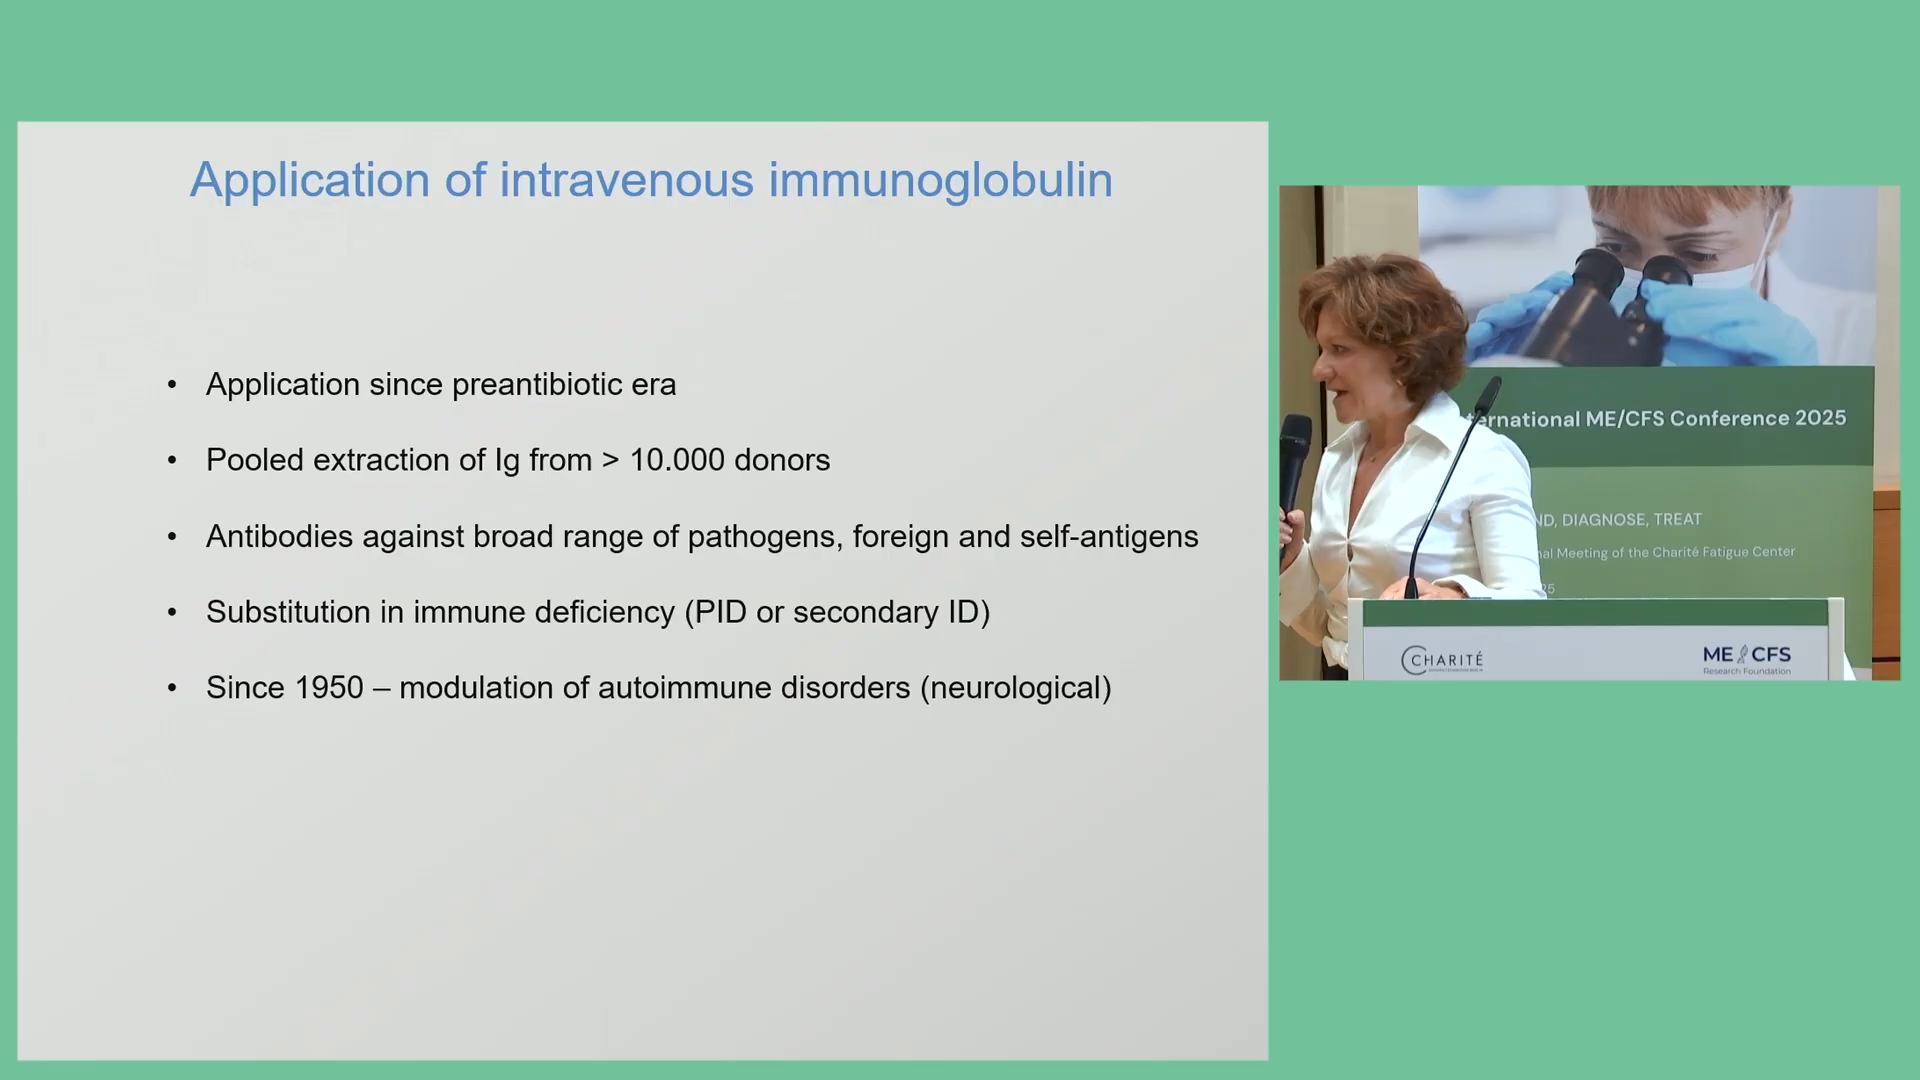 Application of intravenous immunoglobulin
• Application since preantibiotic era
• Pooled extraction of Ig from > 10.000 donors
• Antibodies against broad range of pathogens, foreign and self-antigens
• Substitution in immune deficiency (PID or secondary ID)
• Since 1950 – modulation of autoimmune disorders (neurological)
ternational ME/CFS Conference 2025
ND, DIAGNOSE, TREAT
nal Meeting of the Charité Fatigue Center
25
CHARITÉ
ME CFS
Research Foundation